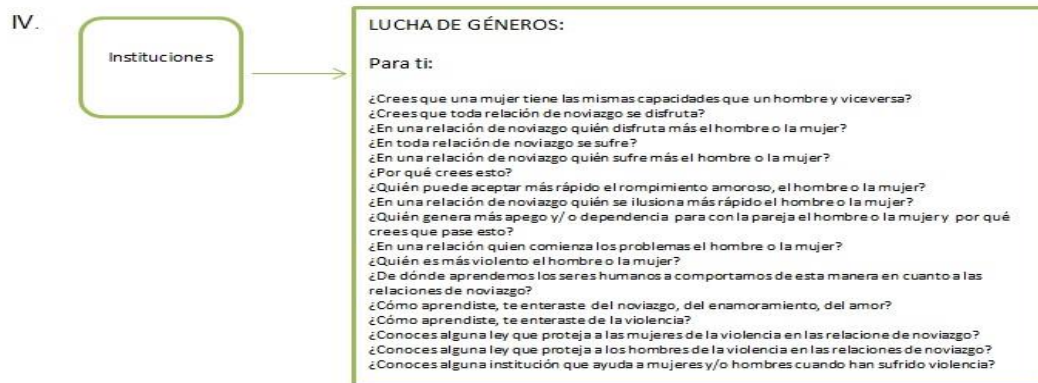 IV.
Instituciones
LUCHA DE GÉNEROS:
Para ti:
¿Crees que una mujer tiene las mismas capacidades que un hombre y viceversa?
¿Crees que toda relación de noviazgo se disfruta?
¿En una relación de noviazgo quién disfruta más el hombre o la mujer?
¿En toda relación de noviazgo se sufre?
¿En una relación de noviazgo quién sufre más el hombre o la mujer?
¿Por qué crees esto?
¿Quién puede aceptar más rápido el rompimiento amoroso, el hombre o la mujer?
¿En una relación de noviazgo quién se ilusiona más rápido el hombre o la mujer?
¿Quién genera más apego y/ o dependencia para con la pareja el hombre o la mujer y por qué
crees que pase esto?
¿En una relación quien comienza los problemas el hombre o la mujer?
¿Quién es más violento el hombre o la mujer?
¿De dónde aprendemos los seres humanos a comportamos de esta manera en cuanto a las
relaciones de noviazgo?
¿Cómo aprendiste, te enteraste del noviazgo, del enamoramiento, del amor?
¿Cómo aprendiste, te enteraste de la violencia?
¿Conoces alguna ley que proteja a las mujeres de la violencia en las relacione de noviazgo?
¿Conoces alguna ley que proteja a los hombres de la violencia en las relaciones de noviazgo?
¿Conoces alguna institución que ayuda a mujeres y/o hombres cuando han sufrido violencia?